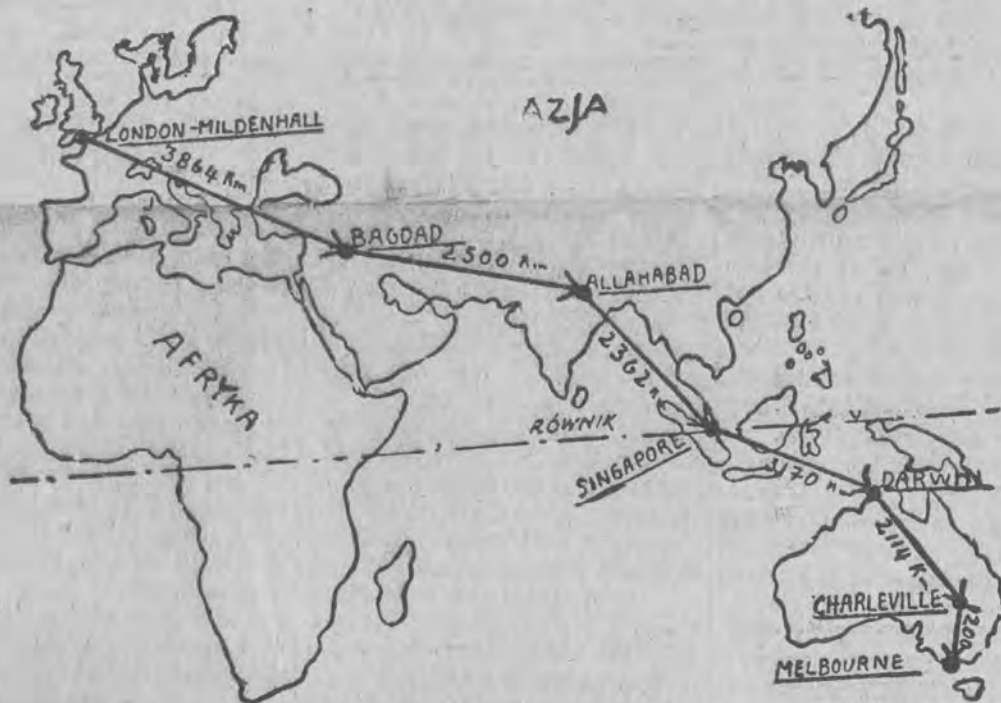 AZJA
LONDON-MILDENHALL
3864 Km
BAGDAD
2500 K.
ALLAHABAD
2362 K
AFRYKA
RÓWNIK
SINGAPORE
DARWIN
2114 K
CHARLEVILLE
MELBOURNE